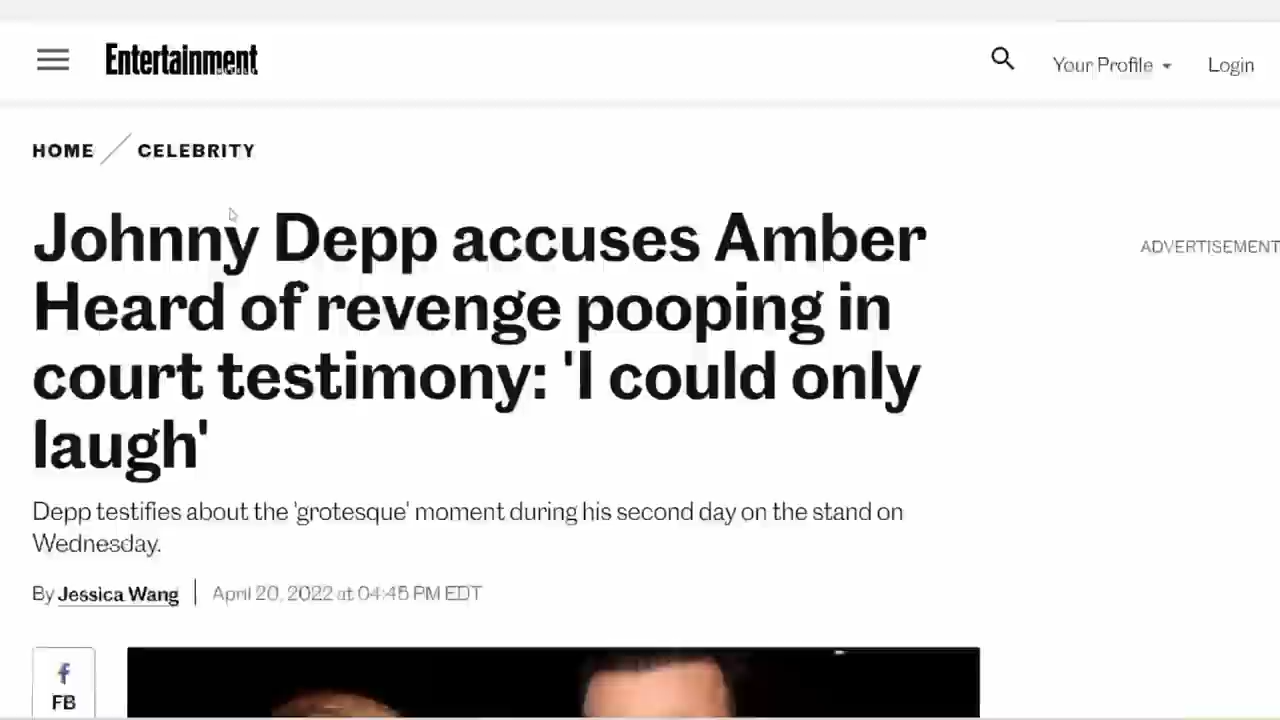 Entertainment
Your Profile
Login
HOME
CELEBRITY
Johnny Depp accuses Amber
Heard of revenge pooping in
court testimony: 'I could only
laugh'
ADVERTISEMENT
Depp testifies about the 'grotesque' moment during his second day on the stand on
Wednesday.
By Jessica Wang
April 20, 2022 at 04:45 PM EDT
FB